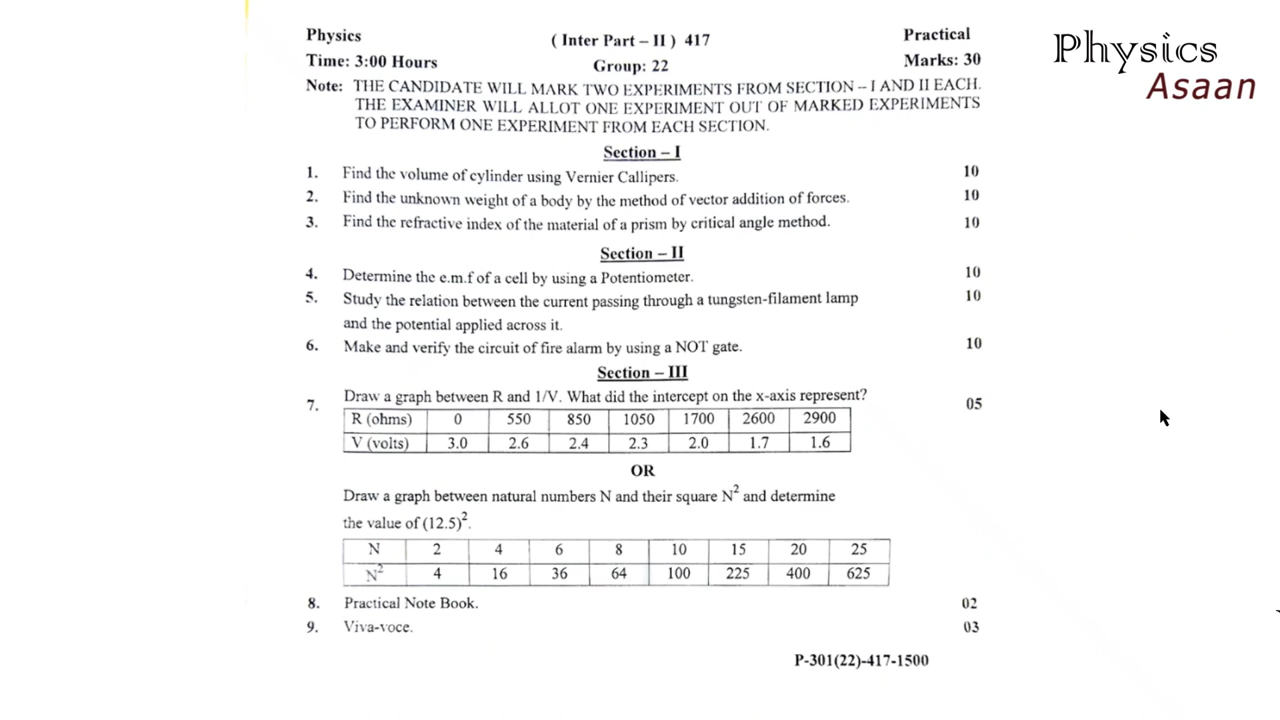 Physics
( Inter Part – II ) 417
Practical
Time: 3:00 Hours
Group: 22
Marks: 30
Note: THE CANDIDATE WILL MARK TWO EXPERIMENTS FROM SECTION – I AND II EACH.
THE EXAMINER WILL ALLOT ONE EXPERIMENT OUT OF MARKED EXPERIMENTS
TO PERFORM ONE EXPERIMENT FROM EACH SECTION.
Section – I
1. Find the volume of cylinder using Vernier Callipers. 10
2. Find the unknown weight of a body by the method of vector addition of forces. 10
3. Find the refractive index of the material of a prism by critical angle method. 10
Section – II
4. Determine the e.m.f of a cell by using a Potentiometer. 10
5. Study the relation between the current passing through a tungsten-filament lamp 10
and the potential applied across it.
6. Make and verify the circuit of fire alarm by using a NOT gate. 10
Section – III
7. Draw a graph between R and 1/V. What did the intercept on the x-axis represent? 05
R (ohms) 0 550 850 1050 1700 2600 2900
V (volts) 3.0 2.6 2.4 2.3 2.0 1.7 1.6
OR
Draw a graph between natural numbers N and their square N² and determine
the value of (12.5)².
N 2 4 6 8 10 15 20 25
N² 4 16 36 64 100 225 400 625
8. Practical Note Book. 02
9. Viva-voce. 03
P-301(22)-417-1500
Physics
Asaan